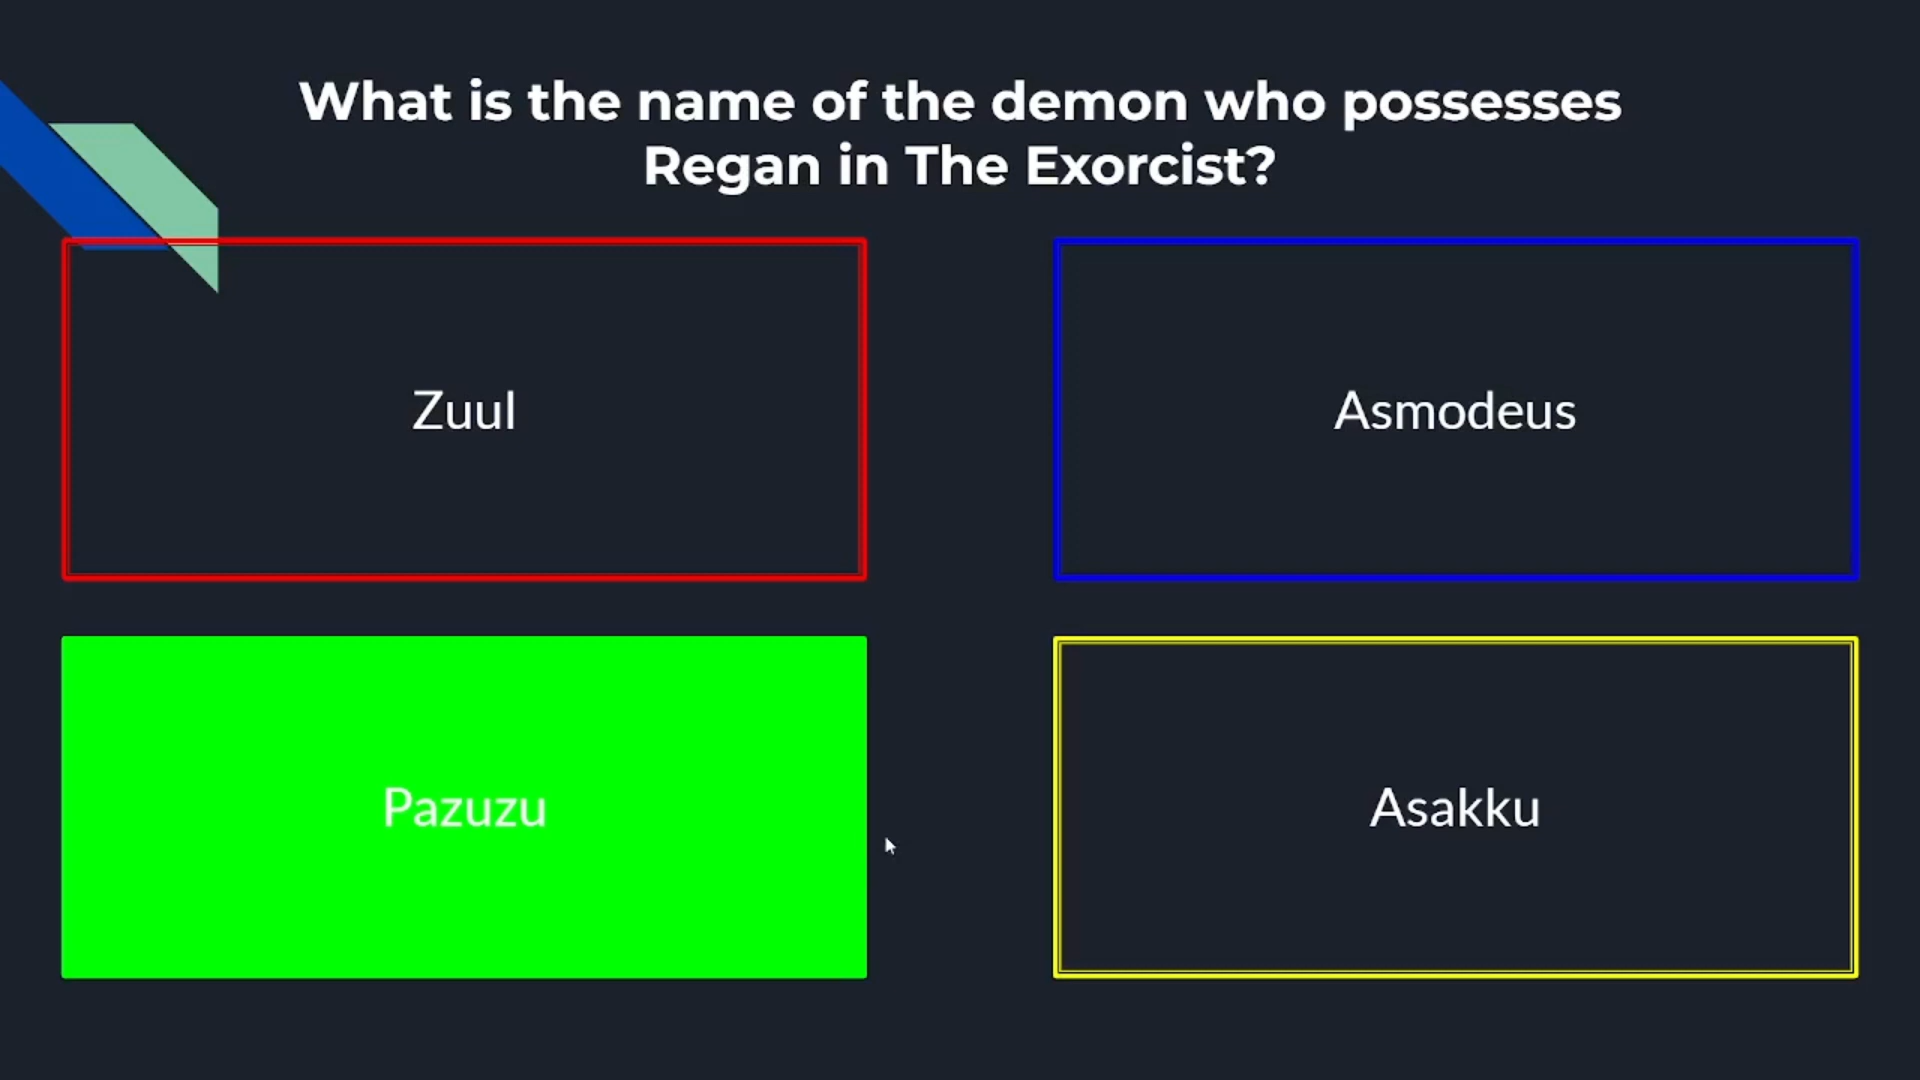 What is the name of the demon who possesses
Regan in The Exorcist?
Zuul
Asmodeus
Pazuzu
Asakku